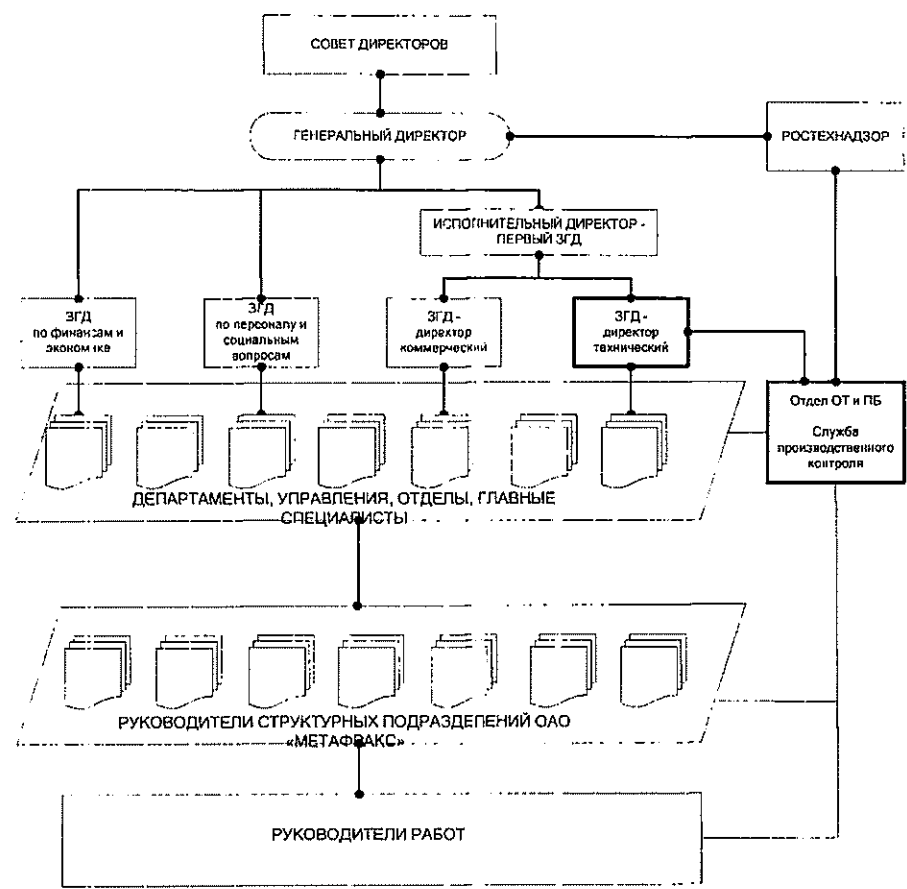 СОВЕТ ДИРЕКТОРОВ
ГЕНЕРАЛЬНЫЙ ДИРЕКТОР
РОСТЕХНАДЗОР
ИСПОЛНИТЕЛЬНЫЙ ДИРЕКТОР -
ПЕРВЫЙ ЗГД
ЗГД
по финансам и
экономике
ЗГД
по персоналу и
социальным
вопросам
ЗГД -
директор
коммерческий
ЗГД -
директор
технический
Отдел ОТ и ПБ
Служба
производственного
контроля
ДЕПАРТАМЕНТЫ, УПРАВЛЕНИЯ, ОТДЕЛЫ, ГЛАВНЫЕ
СПЕЦИАЛИСТЫ
РУКОВОДИТЕЛИ СТРУКТУРНЫХ ПОДРАЗДЕЛЕНИЙ ОАО
«МЕТАФРАКС»
РУКОВОДИТЕЛИ РАБОТ